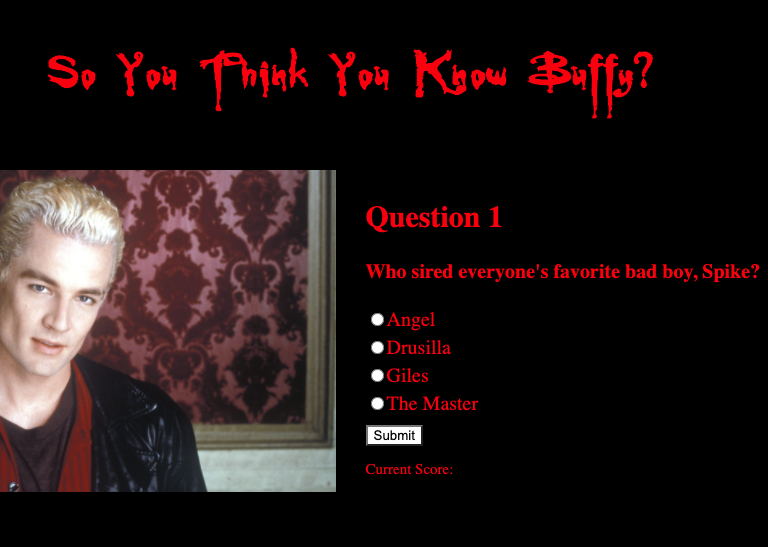 So You Think You Know Buffy?
Question 1
Who sired everyone's favorite bad boy, Spike?
Angel
Drusilla
Giles
The Master
Submit
Current Score: